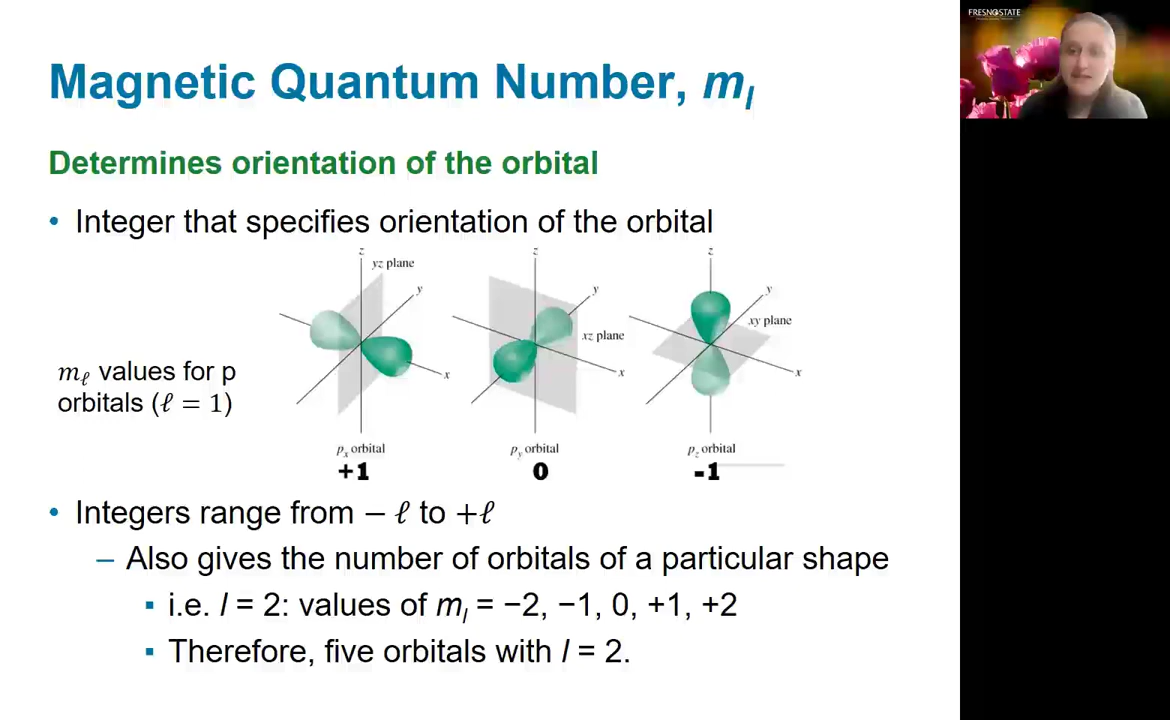 FRESNO STATE
Magnetic Quantum Number, mₗ
Determines orientation of the orbital
• Integer that specifies orientation of the orbital
z
yz plane
y
x
pₓ orbital
+1
z
y
xz plane
x
p_y orbital
0
z
y
xy plane
x
p_z orbital
-1
m_ℓ values for p
orbitals (ℓ = 1)
• Integers range from − ℓ to +ℓ
– Also gives the number of orbitals of a particular shape
▪ i.e. l = 2: values of mₗ = −2, −1, 0, +1, +2
▪ Therefore, five orbitals with l = 2.